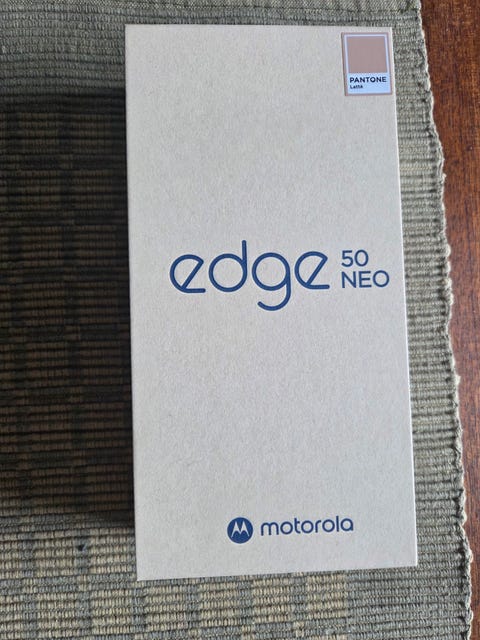 PANTONE
Latté
edge 50
NEO
motorola